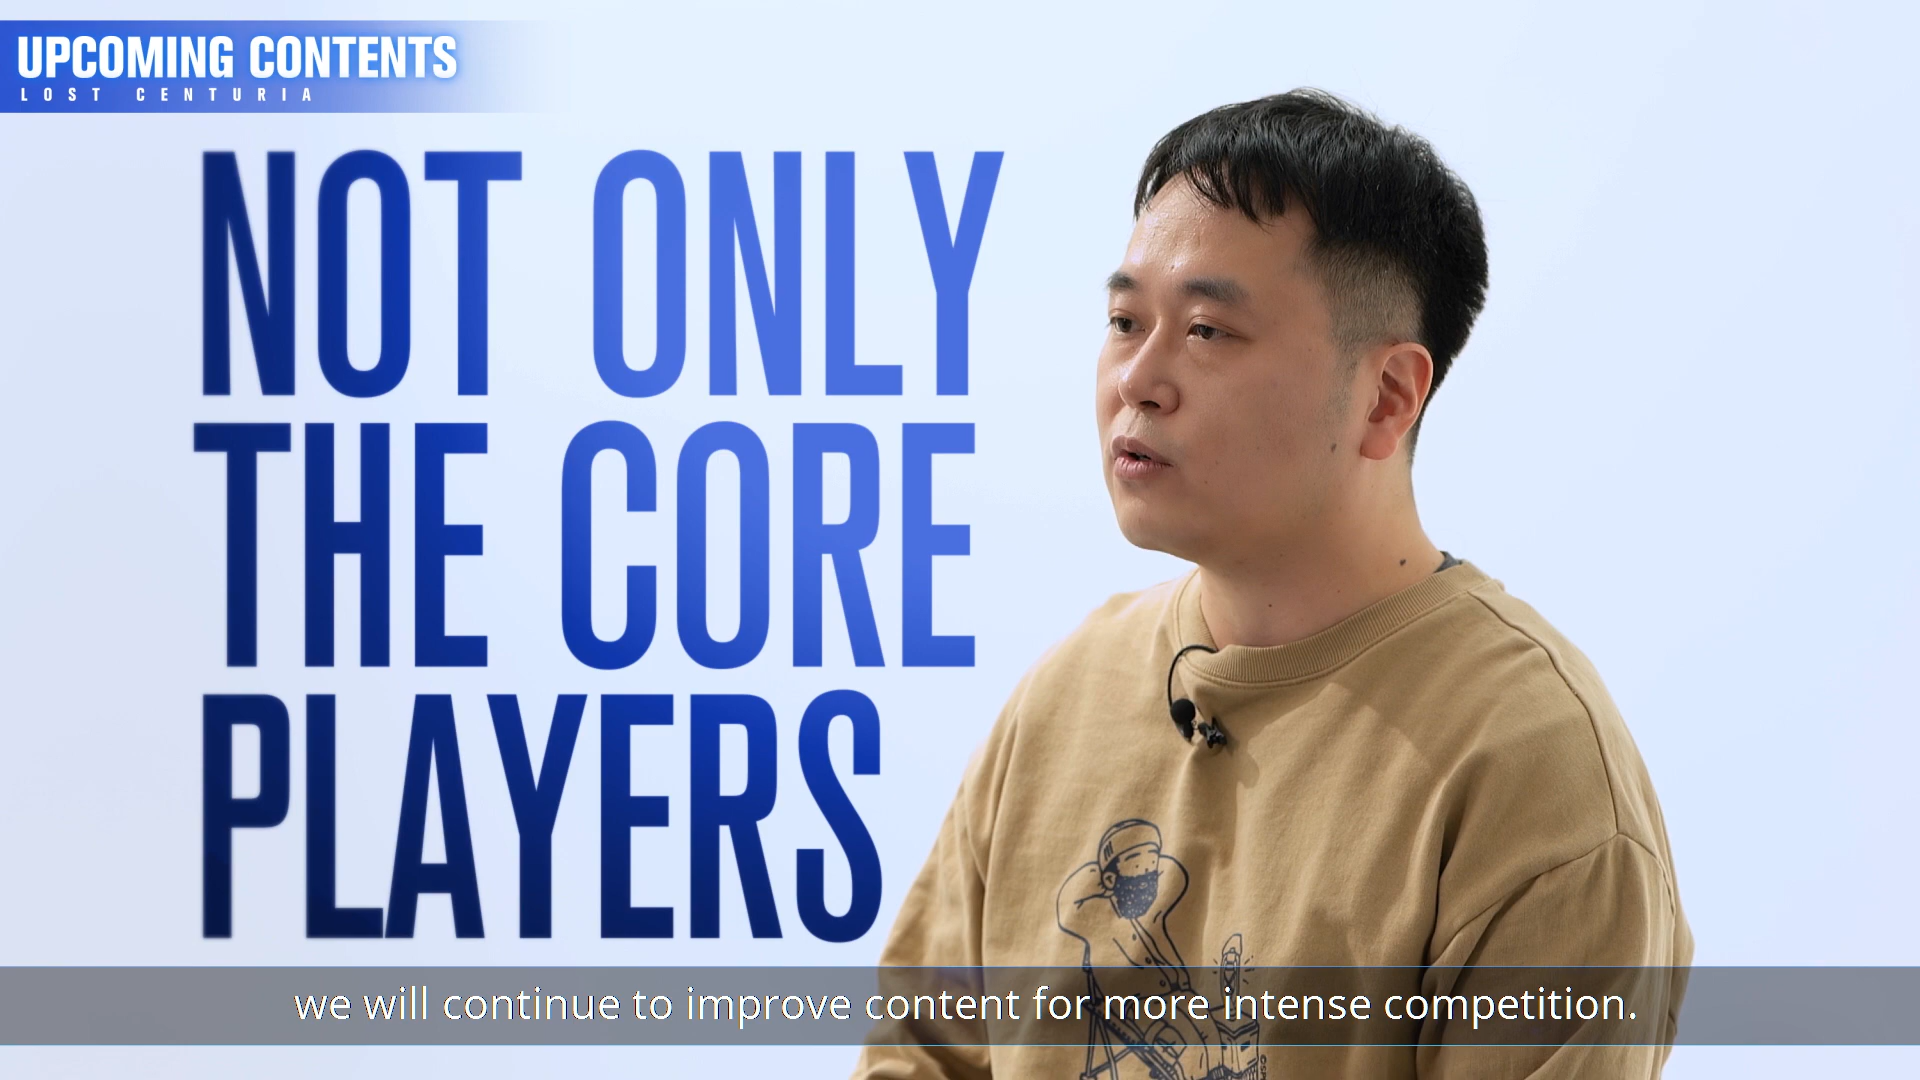 UPCOMING CONTENTS
LOST CENTURIA
NOT ONLY
THE CORE
PLAYERS
we will continue to improve content for more intense competition.